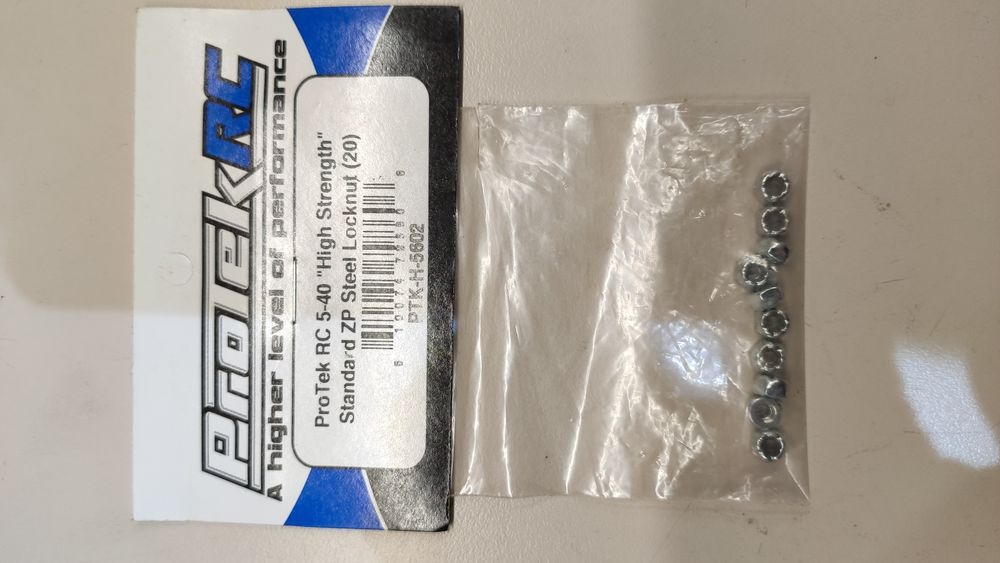 ProTekRC
A higher level of performance
ProTek RC 5-40 "High Strength"
Standard ZP Steel Locknut (20)
PTK-H-5602